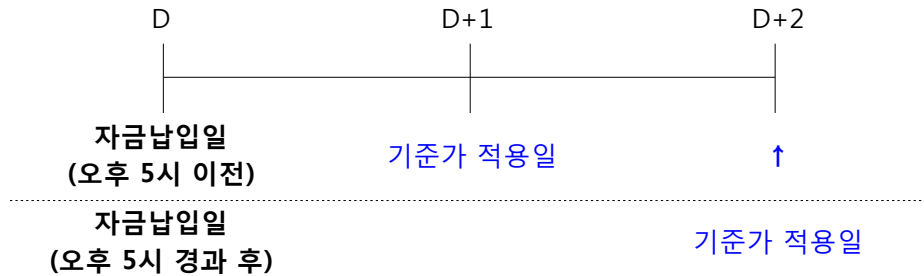 D D+1 D+2
자금납입일
(오후 5시 이전)
기준가 적용일 ↑
자금납입일
(오후 5시 경과 후)
기준가 적용일